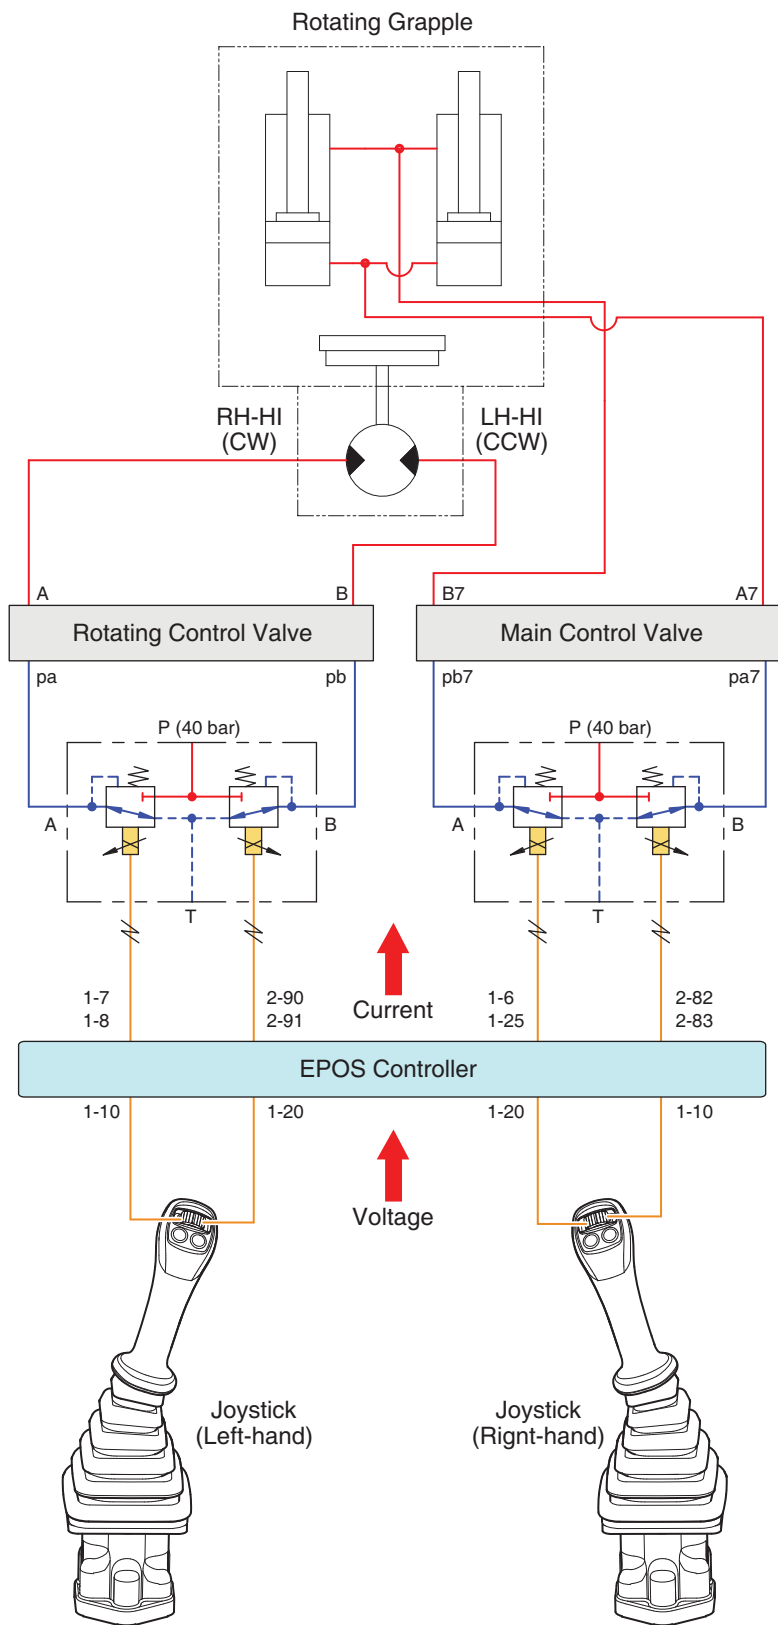 Rotating Grapple
RH-HI
(CW)
LH-HI
(CCW)
A
B
B7
A7
Rotating Control Valve
Main Control Valve
pa
pb
pb7
pa7
P (40 bar)
P (40 bar)
A
B
A
B
T
T
1-7
1-8
2-90
2-91
Current
1-6
1-25
2-82
2-83
EPOS Controller
1-10
1-20
1-20
1-10
Voltage
Joystick
(Left-hand)
Joystick
(Rignt-hand)